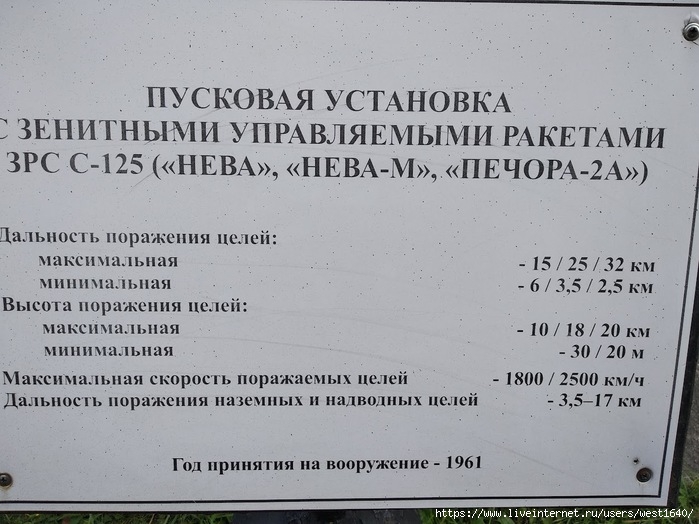 ПУСКОВАЯ УСТАНОВКА
С ЗЕНИТНЫМИ УПРАВЛЯЕМЫМИ РАКЕТАМИ
ЗРС С-125 («НЕВА», «НЕВА-М», «ПЕЧОРА-2А»)
Дальность поражения целей:
максимальная - 15 / 25 / 32 км
минимальная - 6 / 3,5 / 2,5 км
Высота поражения целей:
максимальная - 10 / 18 / 20 км
минимальная - 30 / 20 м
Максимальная скорость поражаемых целей - 1800 / 2500 км/ч
Дальность поражения наземных и надводных целей - 3,5–17 км
Год принятия на вооружение - 1961
https://www.liveinternet.ru/users/west1640/